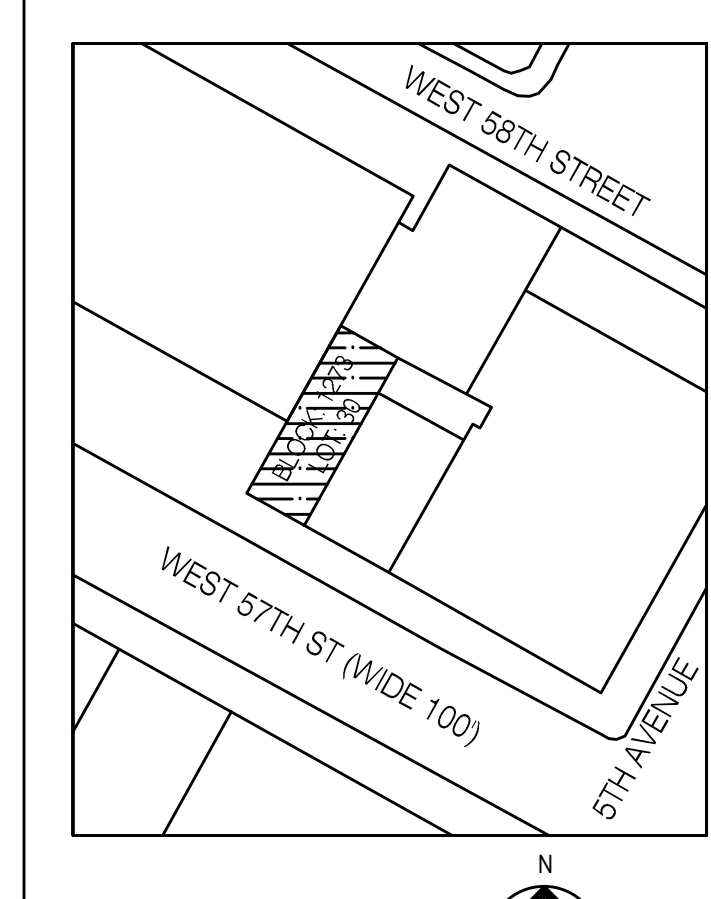 WEST 58TH STREET
BLOCK: 1273
LOT: 30
WEST 57TH ST (WIDE 100')
5TH AVENUE
N